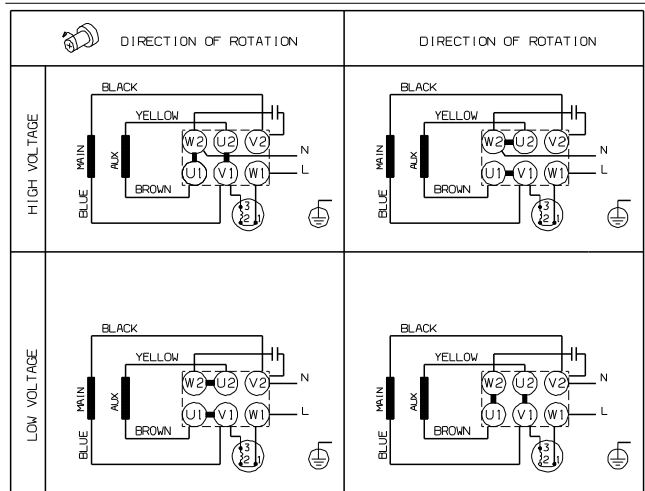 DIRECTION OF ROTATION
DIRECTION OF ROTATION
HIGH VOLTAGE
BLACK
YELLOW
MAIN
AUX
W2 U2 V2
N
U1 V1 W1
L
BROWN
BLUE
3
2 1
BLACK
YELLOW
MAIN
AUX
W2 U2 V2
N
U1 V1 W1
L
BROWN
BLUE
3
2 1
LOW VOLTAGE
BLACK
YELLOW
MAIN
AUX
W2 U2 V2
N
U1 V1 W1
L
BROWN
BLUE
3
2 1
BLACK
YELLOW
MAIN
AUX
W2 U2 V2
N
U1 V1 W1
L
BROWN
BLUE
3
2 1